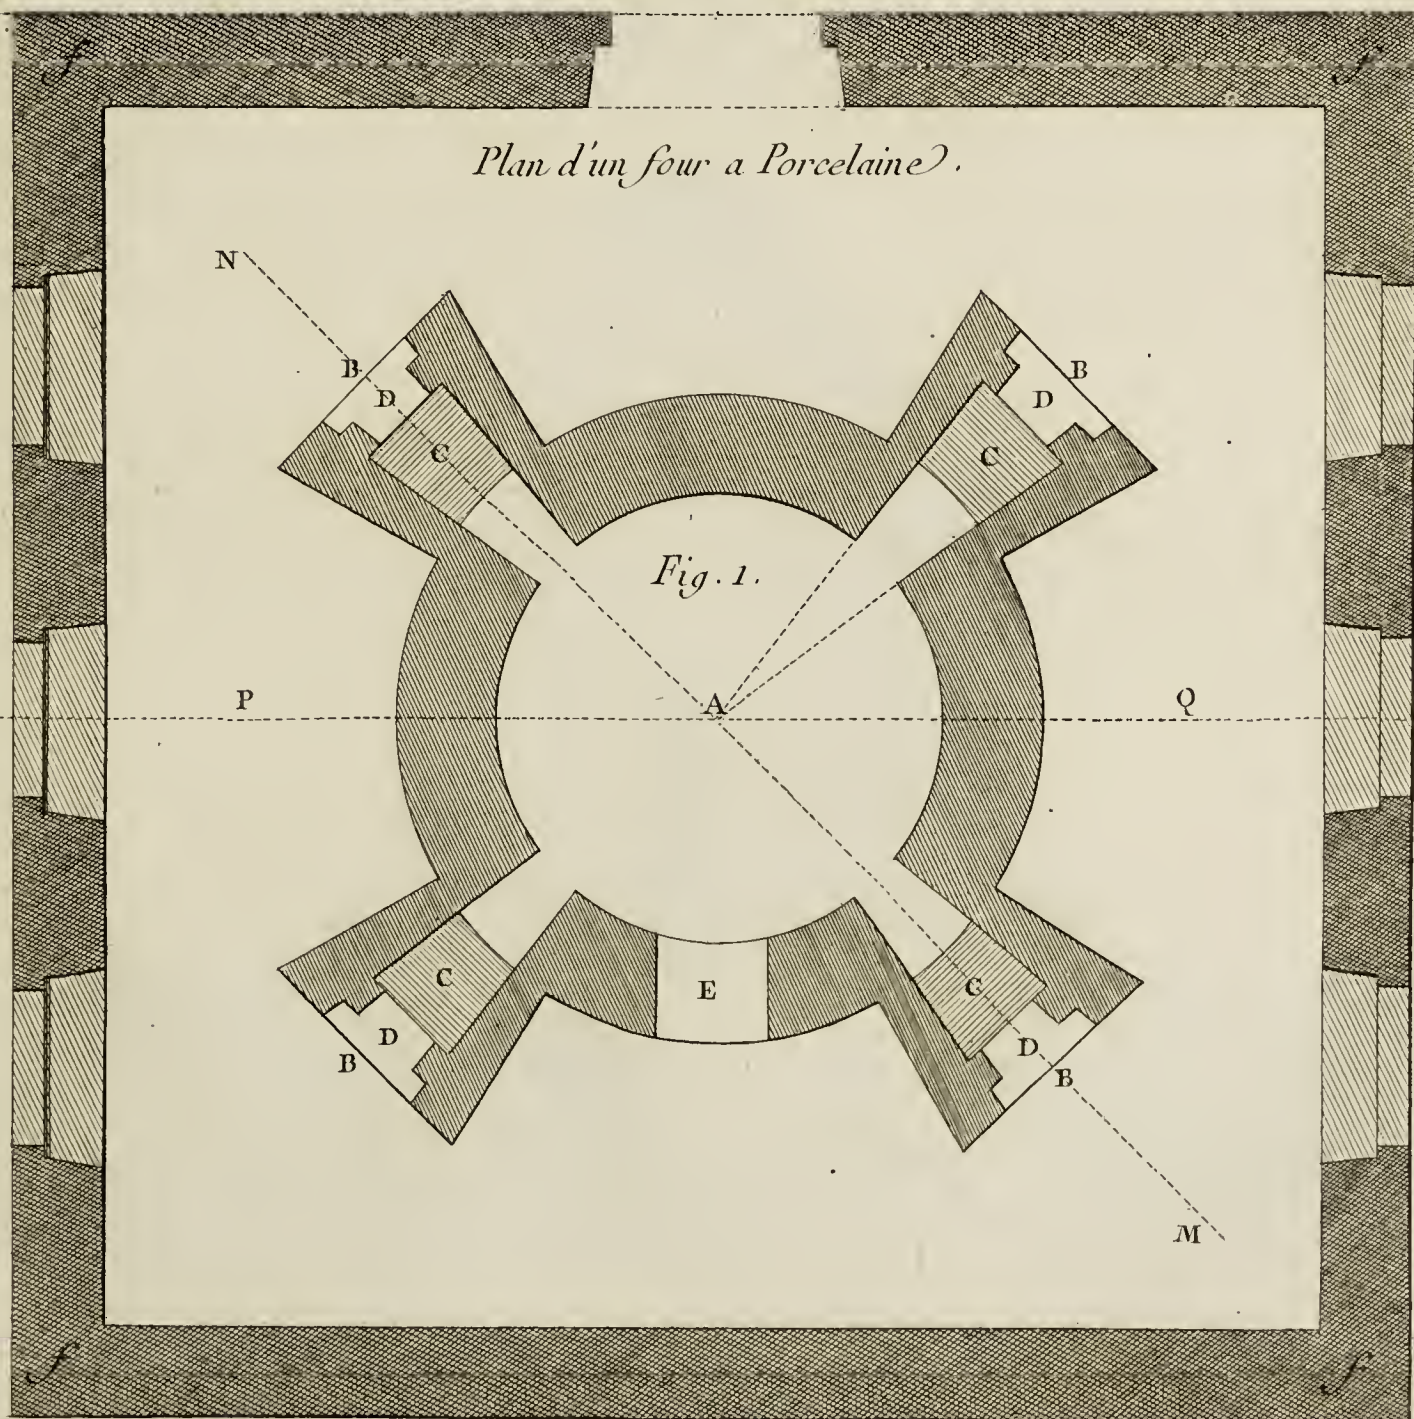 f f
Plan d'un four a Porcelaine.
N
B B
D D
C C
Fig. 1.
P A Q
C E C
D D
B B
M
f f